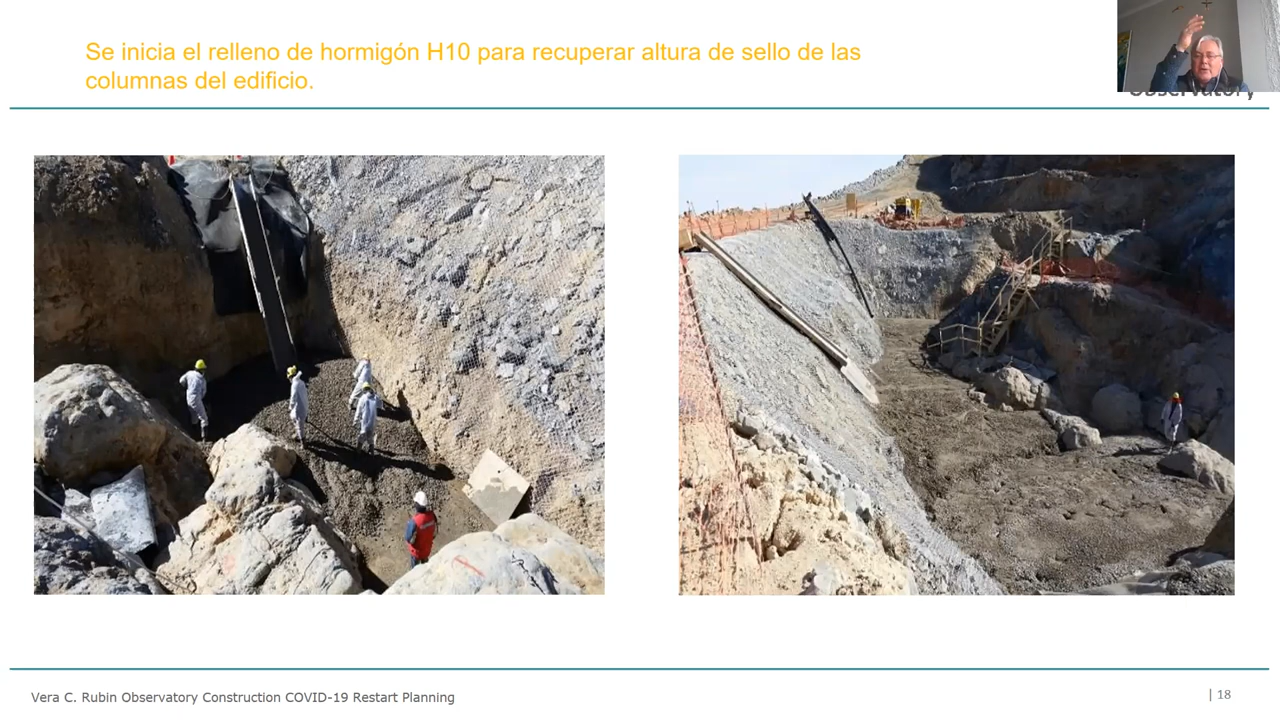 Se inicia el relleno de hormigón H10 para recuperar altura de sello de las
columnas del edificio.
Observatory
Vera C. Rubin Observatory Construction COVID-19 Restart Planning
| 18